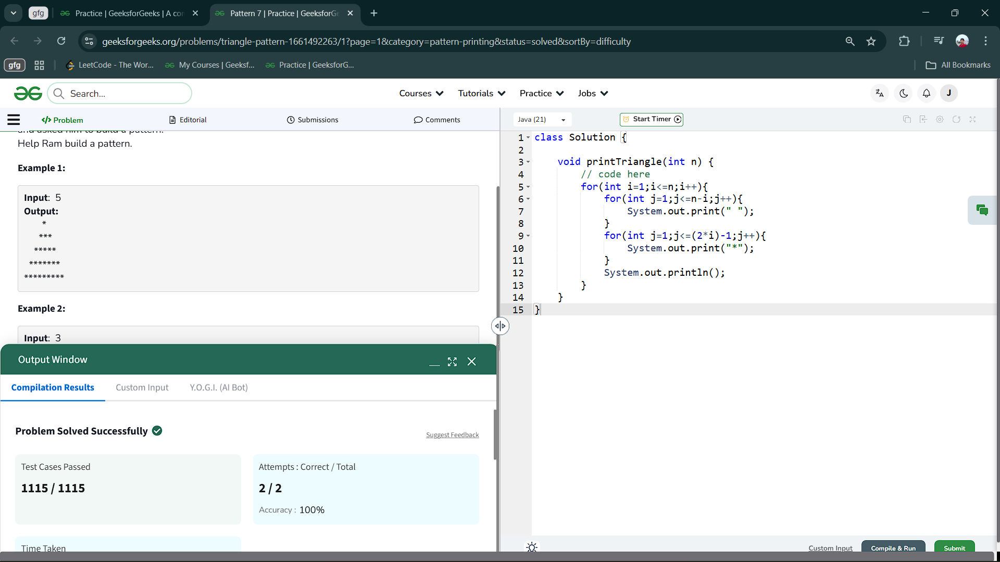 gfg
Practice | GeeksforGeeks | A co
Pattern 7 | Practice | GeeksforGe
geeksforgeeks.org/problems/triangle-pattern-1661492263/1?page=1&category=pattern-printing&status=solved&sortBy=difficulty
gfg
LeetCode - The Wor...
My Courses | Geeksf...
Practice | GeeksforG...
All Bookmarks
Search...
Courses
Tutorials
Practice
Jobs
J
</> Problem
Editorial
Submissions
Comments
and asked him to build a pattern.
Help Ram build a pattern.
Example 1:
Input: 5
Output:
    *
   ***
  *****
 *******
*********
Example 2:
Input: 3
Output Window
Compilation Results
Custom Input
Y.O.G.I. (AI Bot)
Problem Solved Successfully
Suggest Feedback
Test Cases Passed
1115 / 1115
Attempts : Correct / Total
2 / 2
Accuracy : 100%
Time Taken
Java (21)
Start Timer
1 class Solution {
2
3     void printTriangle(int n) {
4         // code here
5         for(int i=1;i<=n;i++){
6             for(int j=1;j<=n-i;j++){
7                 System.out.print(" ");
8             }
9             for(int j=1;j<=(2*i)-1;j++){
10                 System.out.print("*");
11             }
12             System.out.println();
13         }
14     }
15 }
Custom Input
Compile & Run
Submit